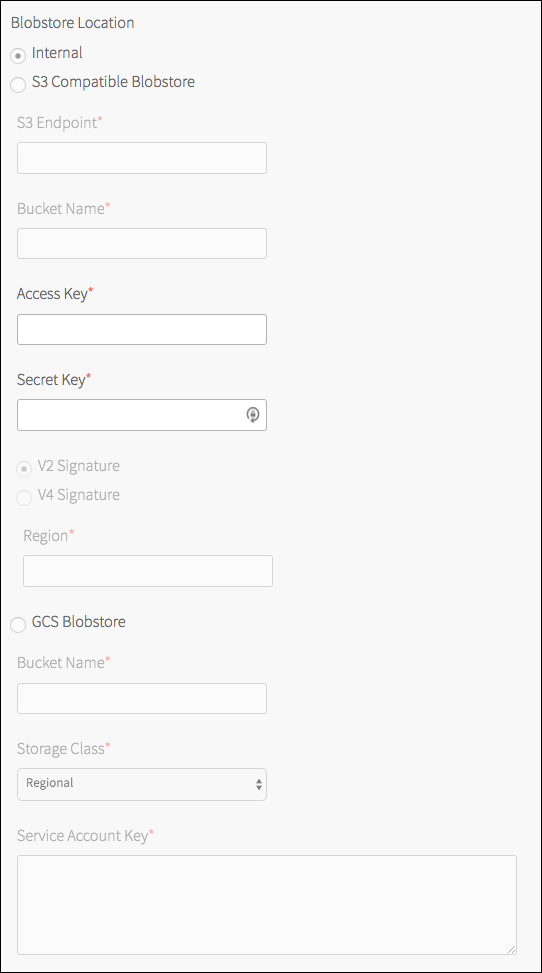 Blobstore Location
Internal
S3 Compatible Blobstore
S3 Endpoint*
Bucket Name*
Access Key*
Secret Key*
V2 Signature
V4 Signature
Region*
GCS Blobstore
Bucket Name*
Storage Class*
Regional
Service Account Key*